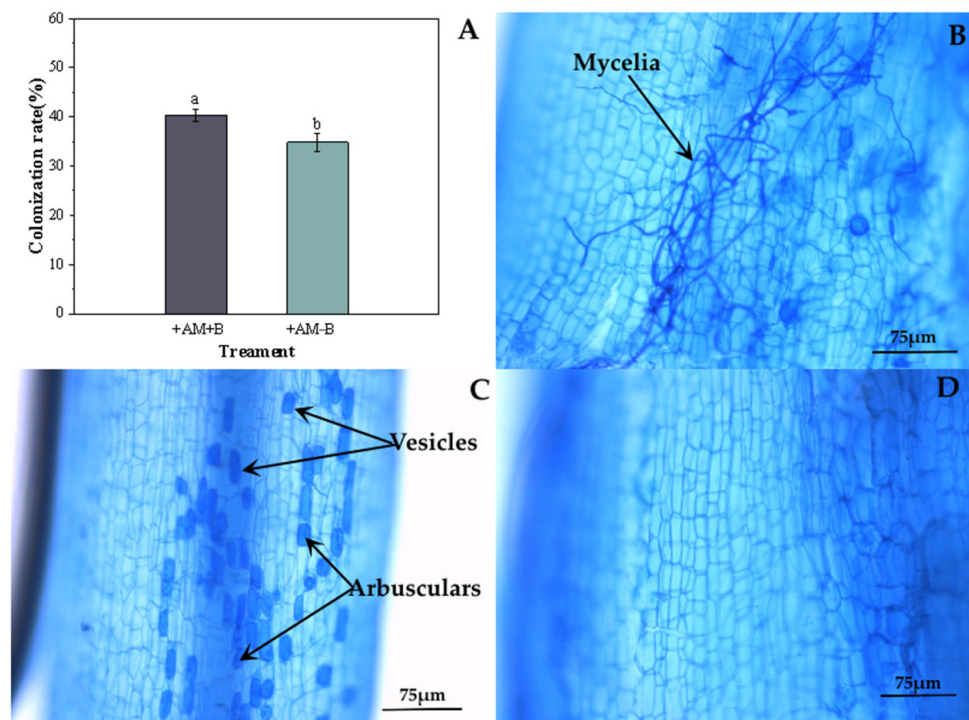 A
60
50
40
30
20
10
0
Colonization rate(%)
a
b
+AM+B
+AM−B
Treament
B
Mycelia
75μm
C
Vesicles
Arbusculars
75μm
D
75μm